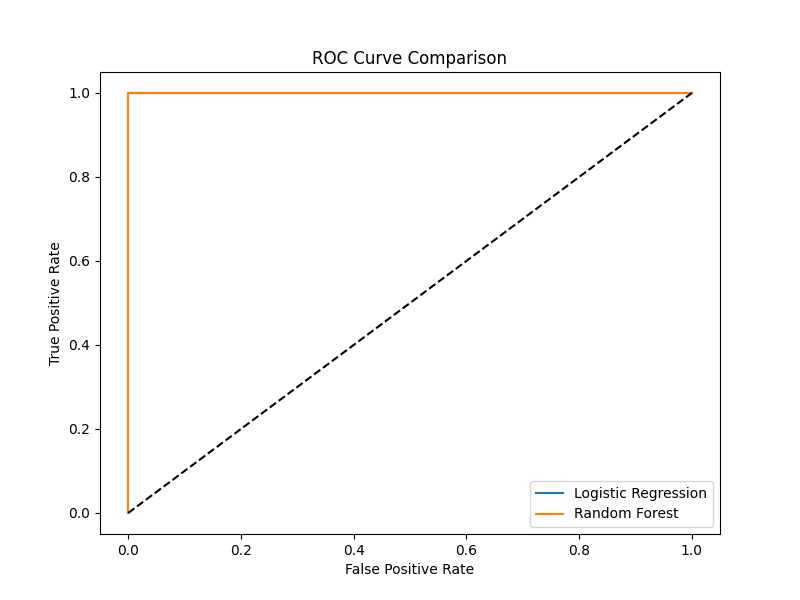 ROC Curve Comparison
True Positive Rate
1.0
0.8
0.6
0.4
0.2
0.0
0.0 0.2 0.4 0.6 0.8 1.0
False Positive Rate
Logistic Regression
Random Forest